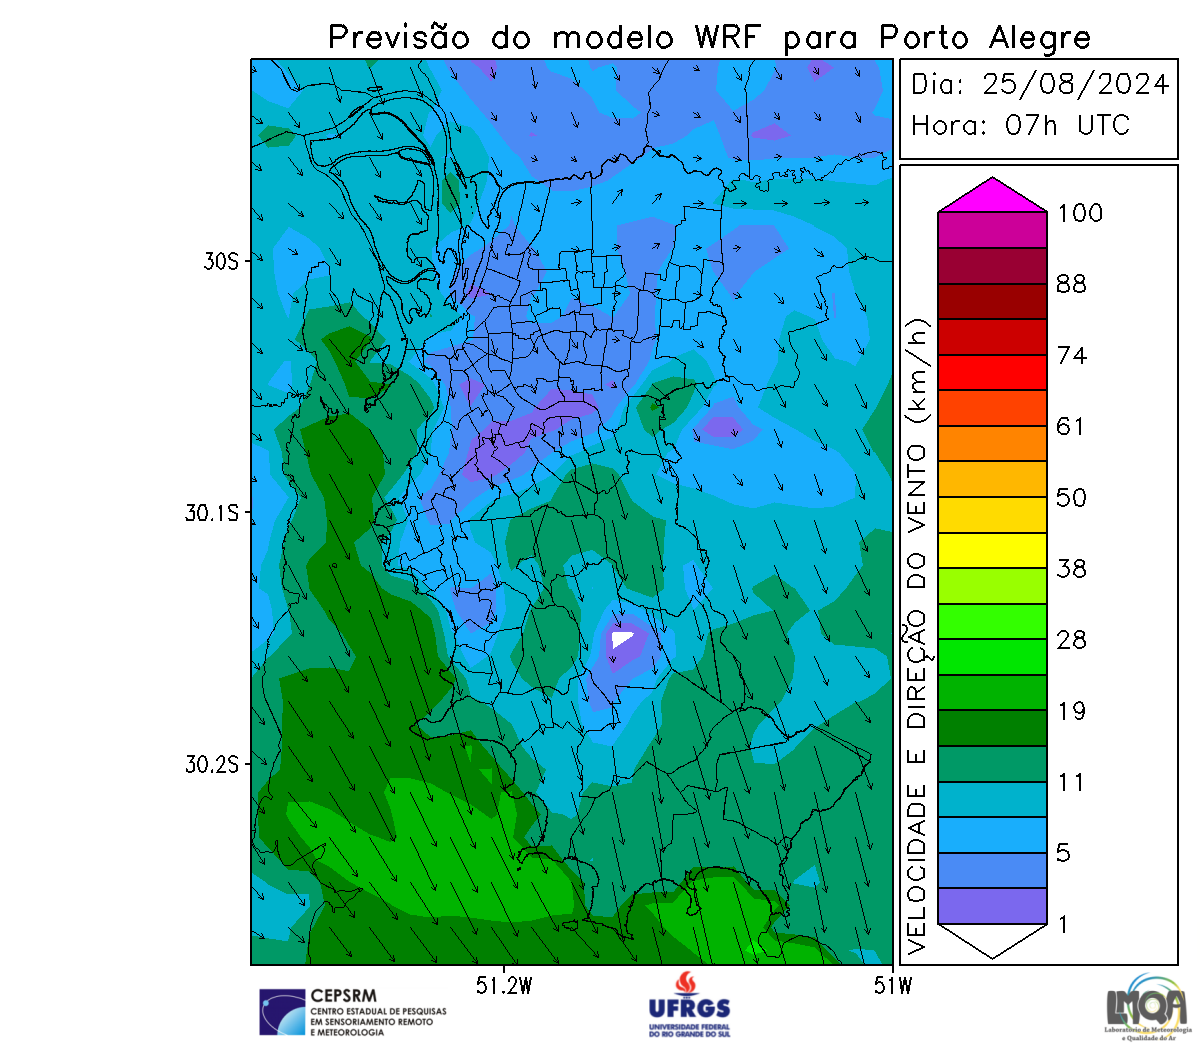 Previsão do modelo WRF para Porto Alegre
Dia: 25/08/2024
Hora: 07h UTC
30S
30.1S
30.2S
51.2W
51W
VELOCIDADE E DIREÇÃO DO VENTO (km/h)
100
88
74
61
50
38
28
19
11
5
1
CEPSRM
CENTRO ESTADUAL DE PESQUISAS
EM SENSORIAMENTO REMOTO
E METEOROLOGIA
UFRGS
UNIVERSIDADE FEDERAL
DO RIO GRANDE DO SUL
LMQA
Laboratório de Meteorologia
e Qualidade do Ar